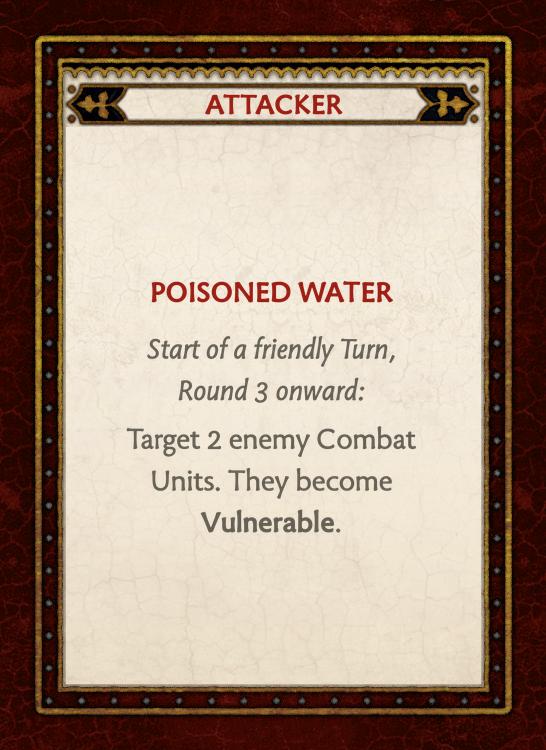 ATTACKER
POISONED WATER
Start of a friendly Turn,
Round 3 onward:
Target 2 enemy Combat
Units. They become
Vulnerable.